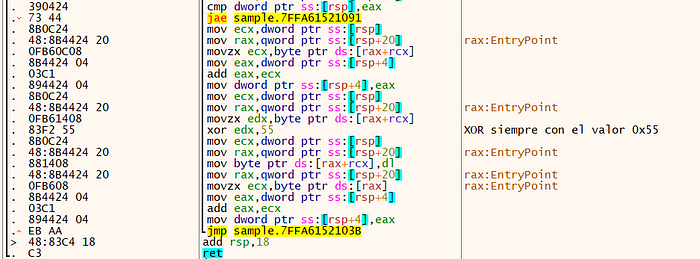 . 390424 cmp dword ptr ss:[rsp],eax
. 73 44 jae sample.7FFA61521091
. 8B0C24 mov ecx,dword ptr ss:[rsp]
. 48:8B4424 20 mov rax,qword ptr ss:[rsp+20] rax:EntryPoint
. 0FB60C08 movzx ecx,byte ptr ds:[rax+rcx]
. 8B4424 04 mov eax,dword ptr ss:[rsp+4]
. 03C1 add eax,ecx
. 894424 04 mov dword ptr ss:[rsp+4],eax
. 8B0C24 mov ecx,dword ptr ss:[rsp]
. 48:8B4424 20 mov rax,qword ptr ss:[rsp+20] rax:EntryPoint
. 0FB61408 movzx edx,byte ptr ds:[rax+rcx]
. 83F2 55 xor edx,55 XOR siempre con el valor 0x55
. 8B0C24 mov ecx,dword ptr ss:[rsp]
. 48:8B4424 20 mov rax,qword ptr ss:[rsp+20] rax:EntryPoint
. 881408 mov byte ptr ds:[rax+rcx],dl
. 48:8B4424 20 mov rax,qword ptr ss:[rsp+20] rax:EntryPoint
. 0FB608 movzx ecx,byte ptr ds:[rax] rax:EntryPoint
. 8B4424 04 mov eax,dword ptr ss:[rsp+4]
. 03C1 add eax,ecx
. 894424 04 mov dword ptr ss:[rsp+4],eax
. EB AA jmp sample.7FFA6152103B
> 48:83C4 18 add rsp,18
. C3 ret